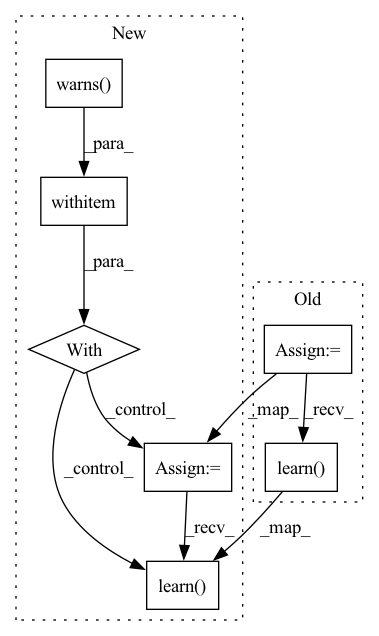 New
warns()
_para_
withitem
_para_
Old
With
Assign:=
_control_
_map_
_recv_
_control_
Assign:=
learn()
_recv_
_map_
learn()